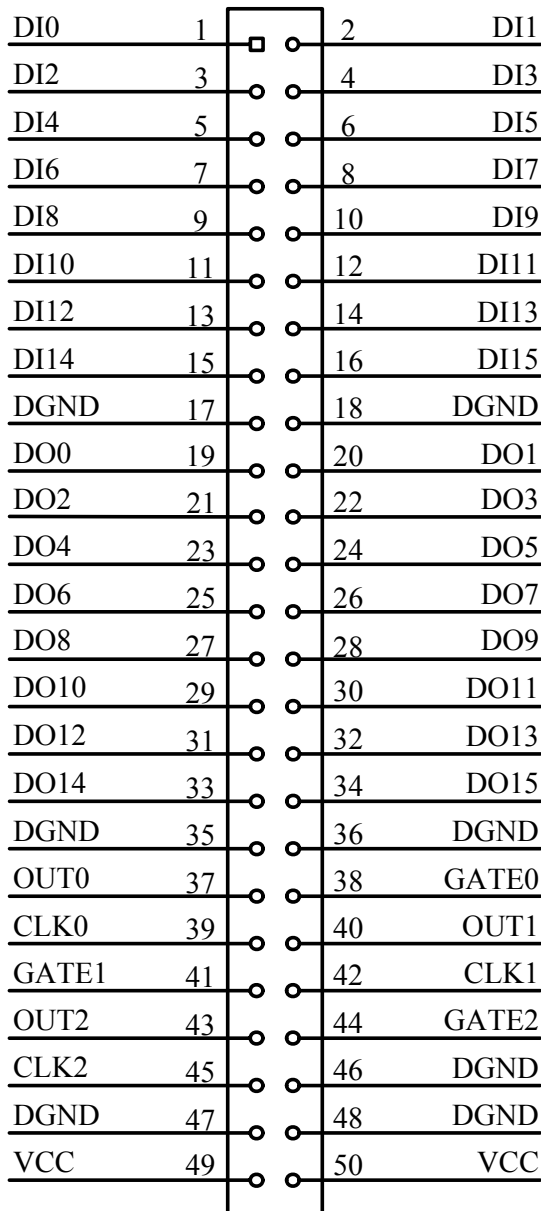 DI0 1 2 DI1
DI2 3 4 DI3
DI4 5 6 DI5
DI6 7 8 DI7
DI8 9 10 DI9
DI10 11 12 DI11
DI12 13 14 DI13
DI14 15 16 DI15
DGND 17 18 DGND
DO0 19 20 DO1
DO2 21 22 DO3
DO4 23 24 DO5
DO6 25 26 DO7
DO8 27 28 DO9
DO10 29 30 DO11
DO12 31 32 DO13
DO14 33 34 DO15
DGND 35 36 DGND
OUT0 37 38 GATE0
CLK0 39 40 OUT1
GATE1 41 42 CLK1
OUT2 43 44 GATE2
CLK2 45 46 DGND
DGND 47 48 DGND
VCC 49 50 VCC